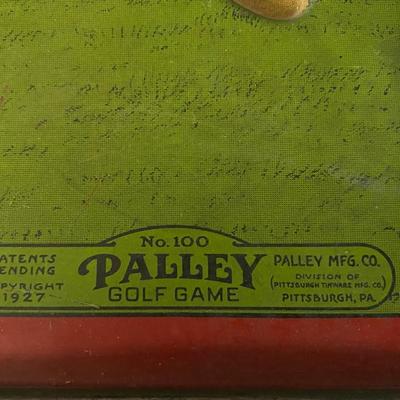 No. 100
PALLEY
GOLF GAME
ATENTS
ENDING
PYRIGHT
1927
PALLEY MFG. CO.
DIVISION OF
(PITTSBURGH TINWARE MFG. CO.)
PITTSBURGH, PA.